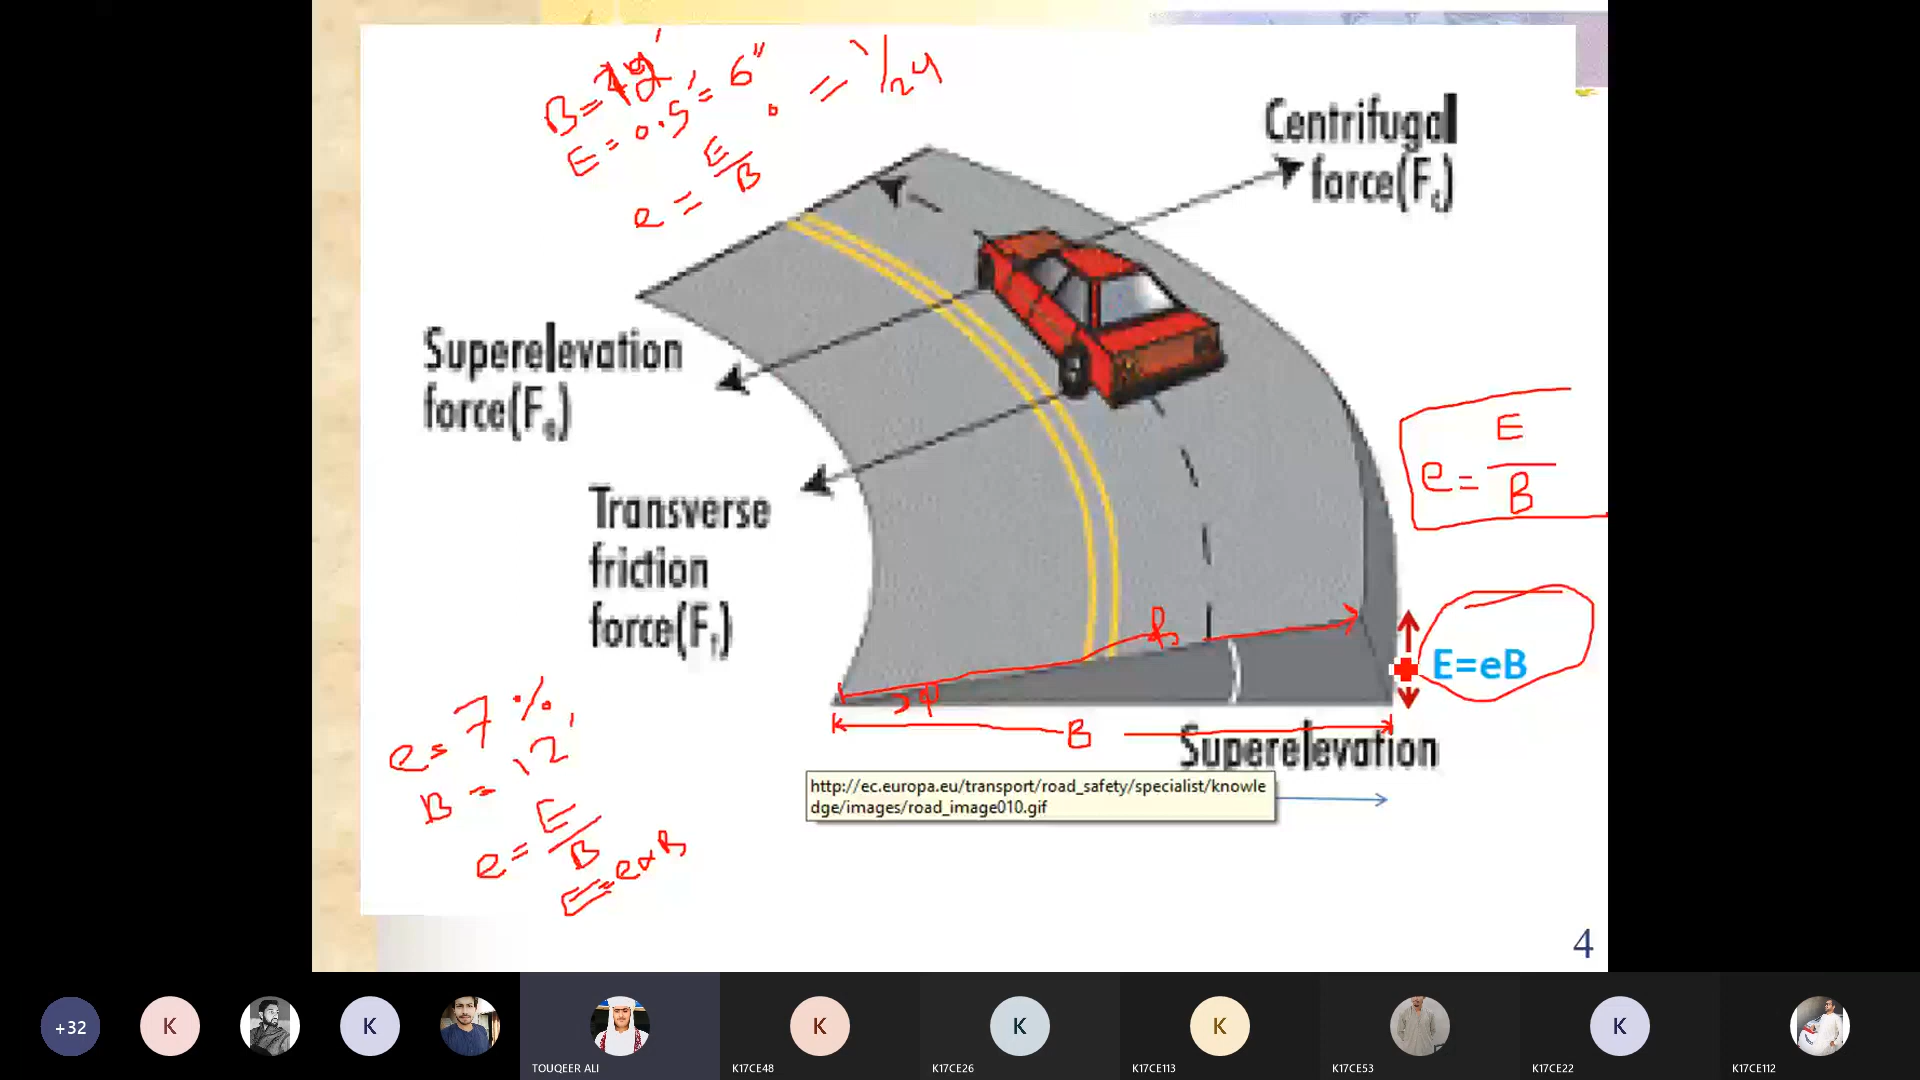 E = 0.5' = 6"
= 1/24
e = E/B
Centrifugal
force(Fc)
Superelevation
force(Fe)
Transverse
friction
force(Ff)
e = E/B
E=eB
B
Superelevation
http://ec.europa.eu/transport/road_safety/specialist/knowle
dge/images/road_image010.gif
e = 7%
B = 12'
e = E/B
E = e×B
4
+32
K
K
TOUQEER ALI
K
K17CE48
K
K17CE26
K
K17CE113
K17CE53
K
K17CE22
K17CE112